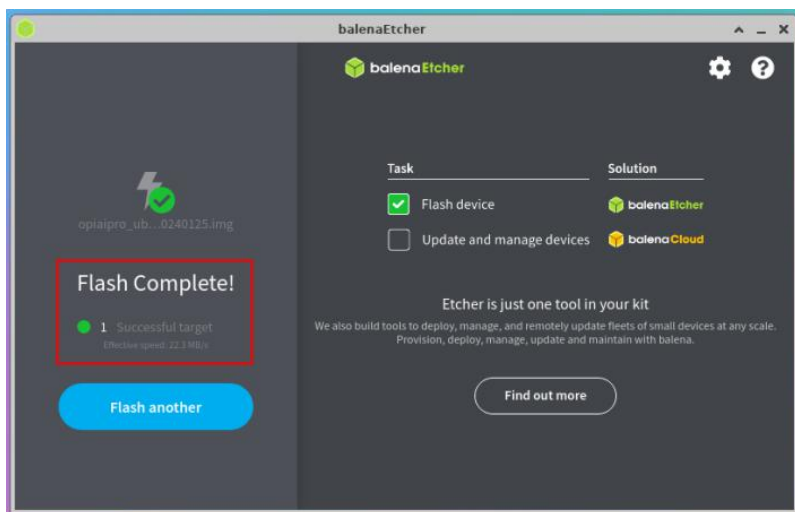 balenaEtcher
balenaEtcher
opiaipro_ub...0240125.img
Flash Complete!
1 Successful target
Effective speed: 22.3 MB/s
Flash another
Task Solution
Flash device balenaEtcher
Update and manage devices balenaCloud
Etcher is just one tool in your kit
We also build tools to deploy, manage, and remotely update fleets of small devices at any scale.
Provision, deploy, manage, update and maintain with balena.
Find out more